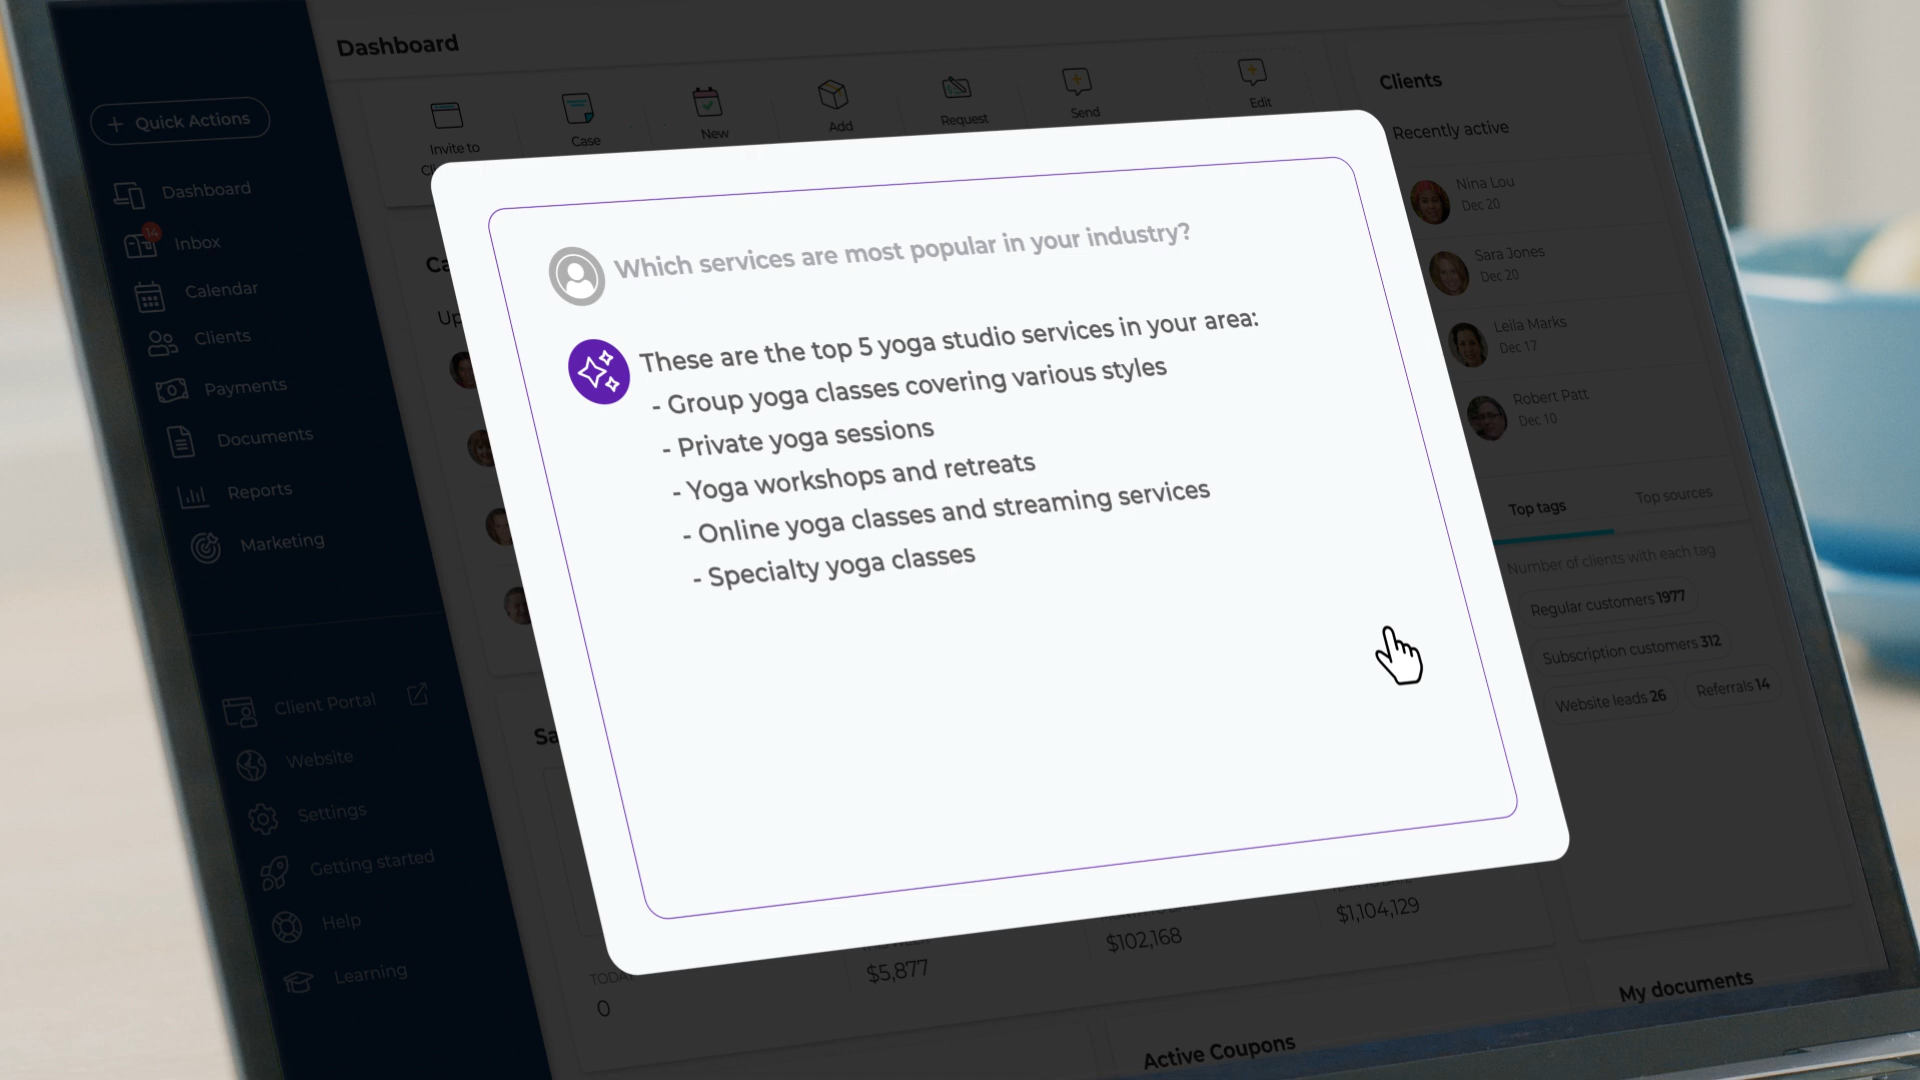 Dashboard
+ Quick Actions
Dashboard
14
Inbox
Calendar
Clients
Payments
Documents
Reports
Marketing
Client Portal
Website
Settings
Getting started
Help
Learning
Invite to
Case
New
Add
Request
Send
Edit
Which services are most popular in your industry?
These are the top 5 yoga studio services in your area:
- Group yoga classes covering various styles
- Private yoga sessions
- Yoga workshops and retreats
- Online yoga classes and streaming services
- Specialty yoga classes
0
$5,877
$102,168
$1,104,129
Active Coupons
Clients
Recently active
Nina Lou
Dec 20
Sara Jones
Dec 20
Leila Marks
Dec 17
Robert Patt
Dec 10
Top tags
Top sources
Number of clients with each tag
Regular customers 1977
Subscription customers 312
Website leads 26
Referrals 14
My documents